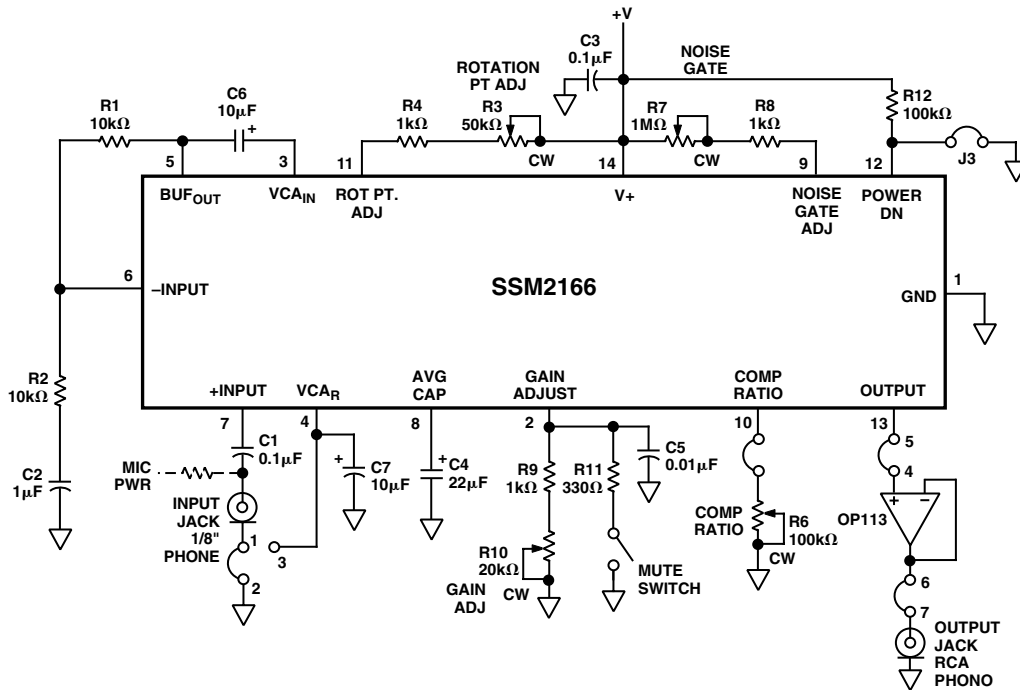 +V
C3
0.1µF
NOISE
GATE
ROTATION
PT ADJ
R1
10kΩ
C6
10µF
+
R4
1kΩ
R3
50kΩ
CW
R7
1MΩ
CW
R8
1kΩ
R12
100kΩ
J3
5
3
11
14
9
12
BUFOUT
VCAIN
ROT PT.
ADJ
V+
NOISE
GATE
ADJ
POWER
DN
6
–INPUT
SSM2166
1
GND
R2
10kΩ
C2
1µF
+INPUT
VCAR
AVG
CAP
GAIN
ADJUST
COMP
RATIO
OUTPUT
7
4
8
2
10
13
C1
0.1µF
MIC
PWR
INPUT
JACK
1/8"
PHONE
1
2
3
+
C7
10µF
+
C4
22µF
R9
1kΩ
R11
330Ω
C5
0.01µF
R10
20kΩ
GAIN
ADJ
CW
MUTE
SWITCH
COMP
RATIO
R6
100kΩ
CW
5
4
+
–
OP113
6
7
OUTPUT
JACK
RCA
PHONO